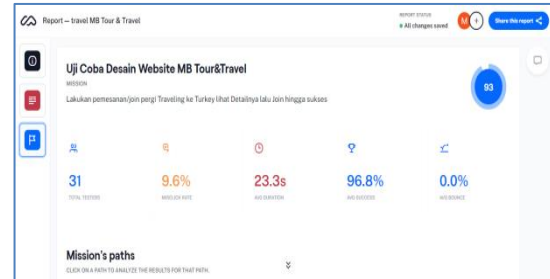 Report – travel MB Tour & Travel
REPORT STATUS
All changes saved
M
+
Share this report
Uji Coba Desain Website MB Tour&Travel
MISSION
Lakukan pemesanan/join pergi Traveling ke Turkey lihat Detailnya lalu Join hingga sukses
93
31
9.6%
23.3s
96.8%
0.0%
TOTAL TESTERS
MISCLICK RATE
AVG DURATION
AVG SUCCESS
AVG BOUNCE
Mission's paths
CLICK ON A PATH TO ANALYZE THE RESULTS FOR THAT PATH.